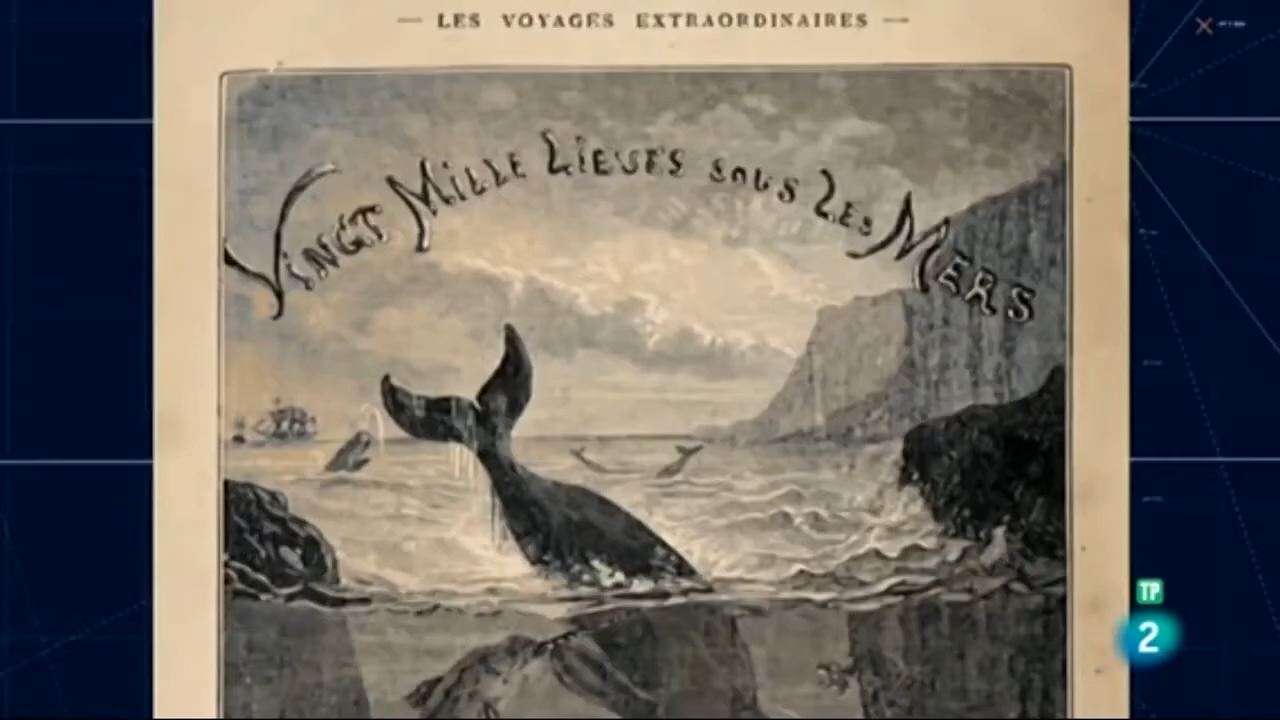 — LES VOYAGES EXTRAORDINAIRES —
VINGT MILLE LIEUES SOUS LES MERS
TP
2